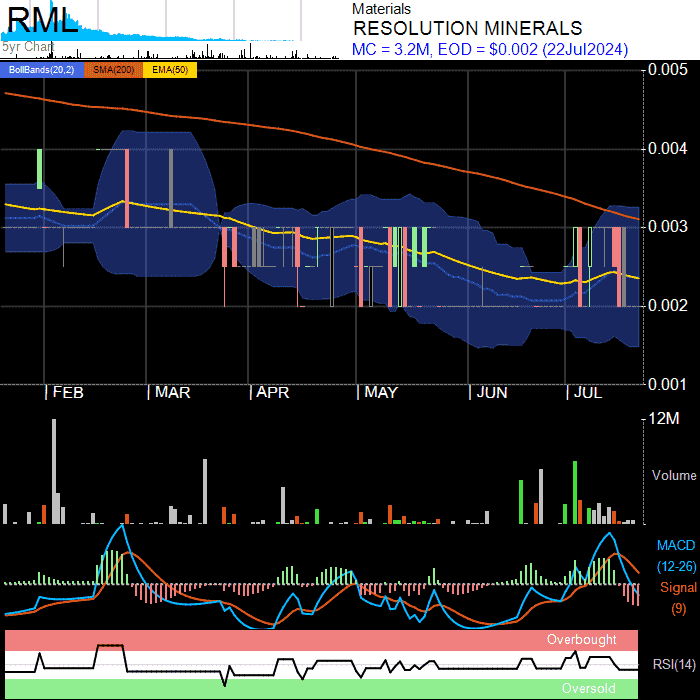 RML
5yr Chart
Materials
RESOLUTION MINERALS
MC = 3.2M, EOD = $0.002 (22Jul2024)
BollBands(20,2) SMA(200) EMA(50)
0.005
0.004
0.003
0.002
0.001
FEB MAR APR MAY JUN JUL
12M
Volume
MACD
(12-26)
Signal
(9)
Overbought
RSI(14)
Oversold